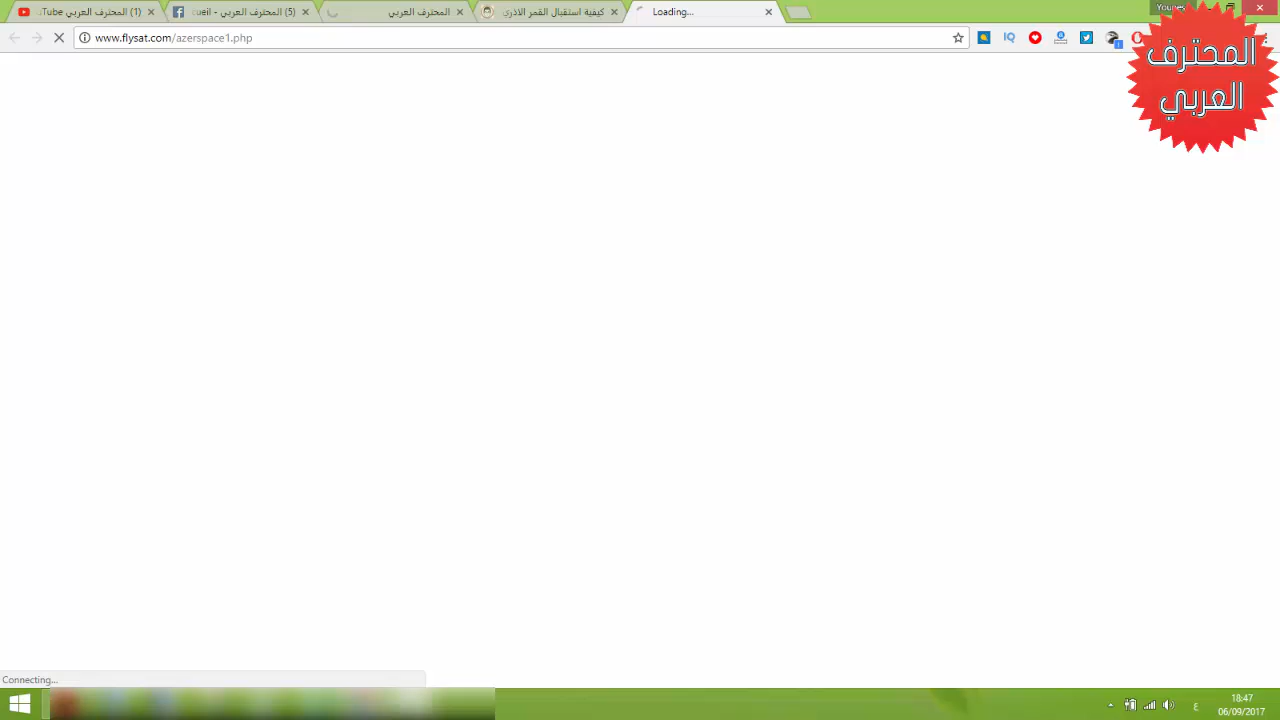 (1) المحترف العربي - Tube
(5) المحترف العربي - cueil
المحترف العربي
كيفية استقبال القمر الاذري
Loading...
www.flysat.com/azerspace1.php
IQ
المحترف
العربي
Connecting...
ع
18:47
06/09/2017